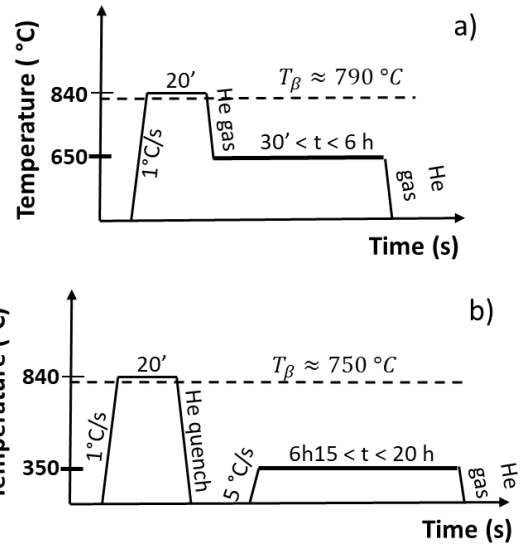 a)
Temperature ( °C)
840
650
20'
T_β ≈ 790 °C
1°C/s
He gas
30' < t < 6 h
He
gas
Time (s)
b)
840
350
20'
T_β ≈ 750 °C
1°C/s
He quench
5 °C/s
6h15 < t < 20 h
He
gas
Time (s)